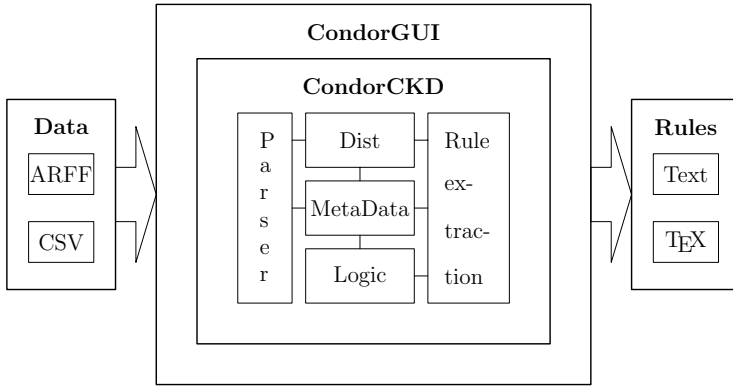 CondorGUI
CondorCKD
Data
ARFF
CSV
P
a
r
s
e
r
Dist
MetaData
Logic
Rule
ex-
trac-
tion
Rules
Text
TEX